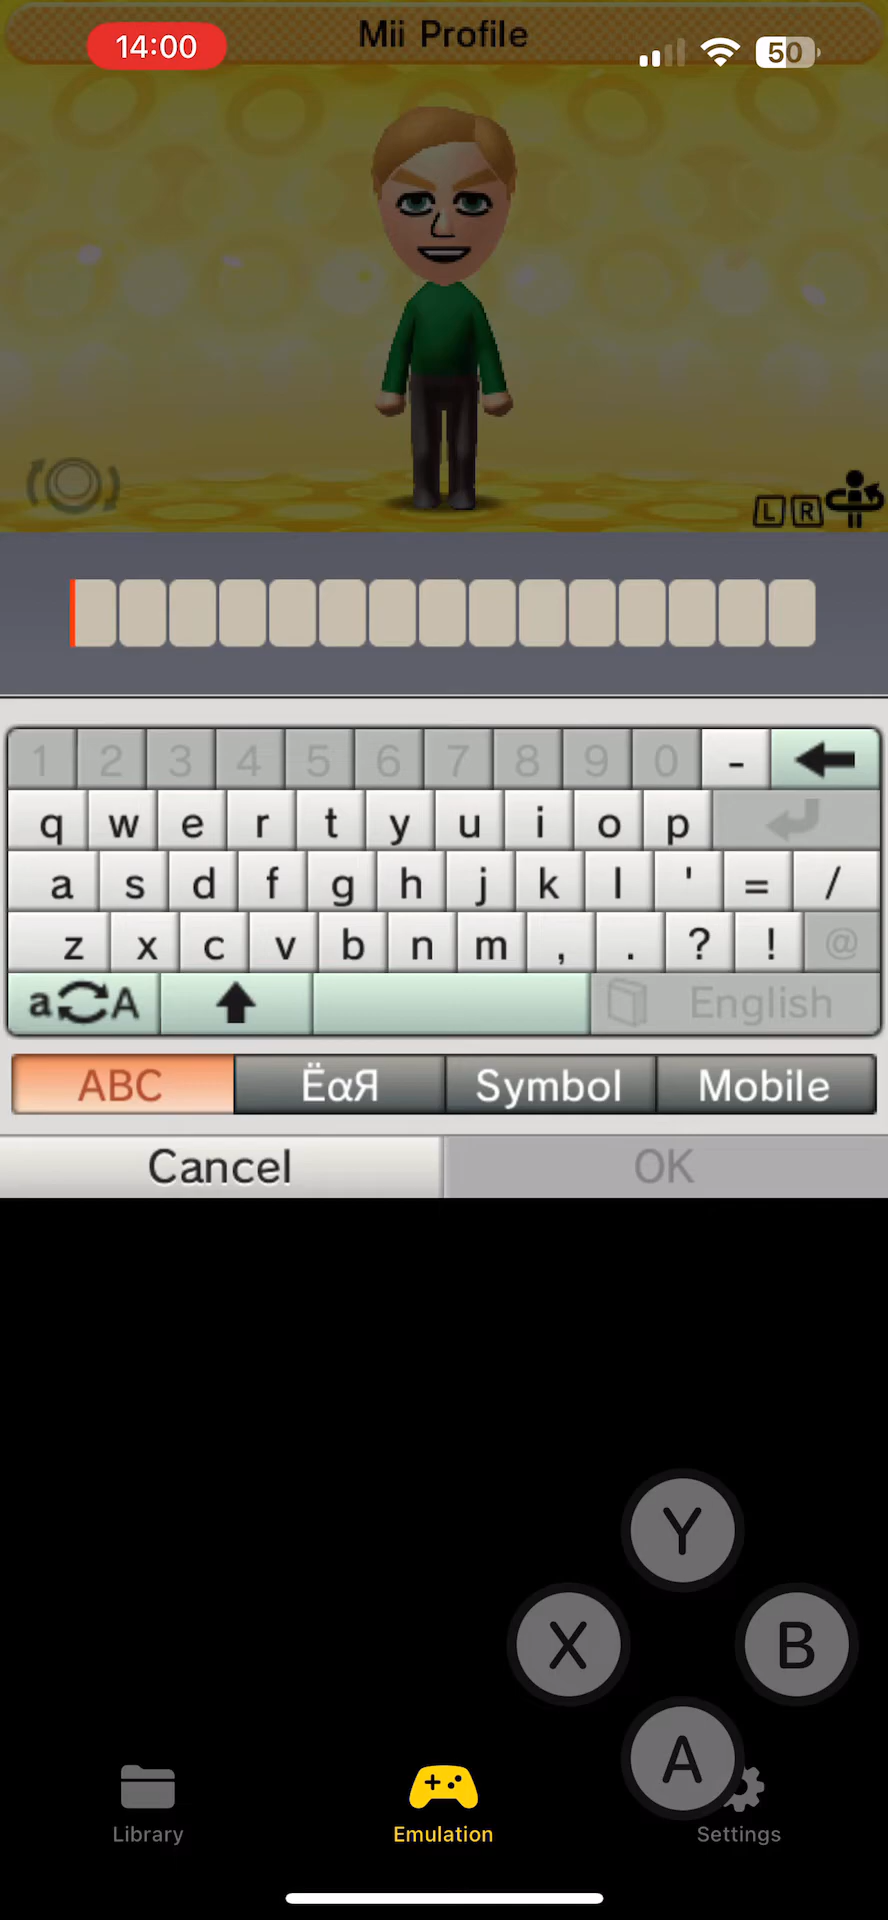 Mii Profile
14:00
50
L R
1 2 3 4 5 6 7 8 9 0 -
q w e r t y u i o p
a s d f g h j k l ' = /
z x c v b n m , . ? ! @
a A English
ABC ËαЯ Symbol Mobile
Cancel OK
Y
X B
A
Library Emulation Settings